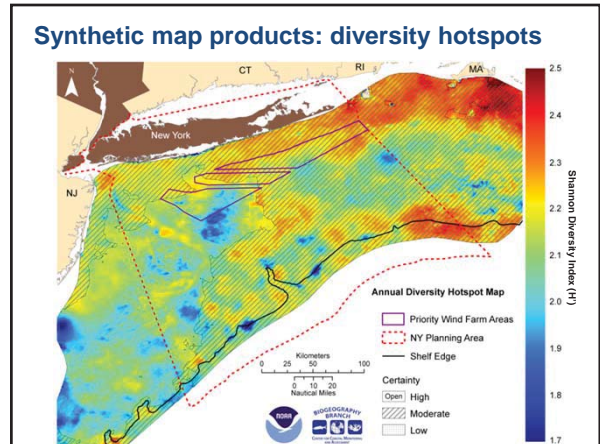 Synthetic map products: diversity hotspots
N
CT
RI
MA
New York
NJ
2.5
2.4
2.3
2.2
2.1
2.0
1.9
1.8
1.7
Shannon Diversity Index (H')
Annual Diversity Hotspot Map
Priority Wind Farm Areas
NY Planning Area
Shelf Edge
Certainty
Open High
Moderate
Low
Kilometers
0 25 50 100
0 10 20
Nautical Miles
NOAA
BIOGEOGRAPHY
BRANCH